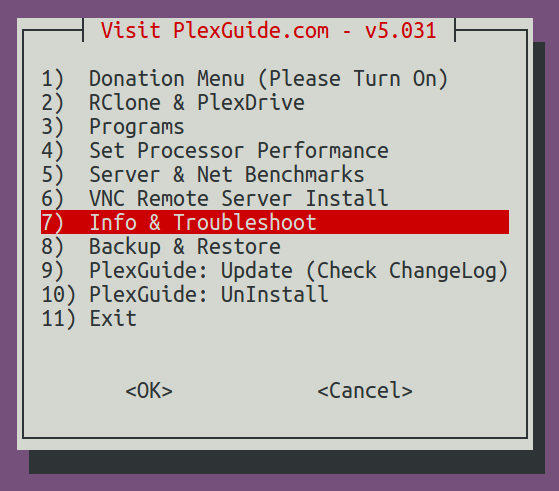 Visit PlexGuide.com - v5.031
1) Donation Menu (Please Turn On)
2) RClone & PlexDrive
3) Programs
4) Set Processor Performance
5) Server & Net Benchmarks
6) VNC Remote Server Install
7) Info & Troubleshoot
8) Backup & Restore
9) PlexGuide: Update (Check ChangeLog)
10) PlexGuide: UnInstall
11) Exit
<OK> <Cancel>